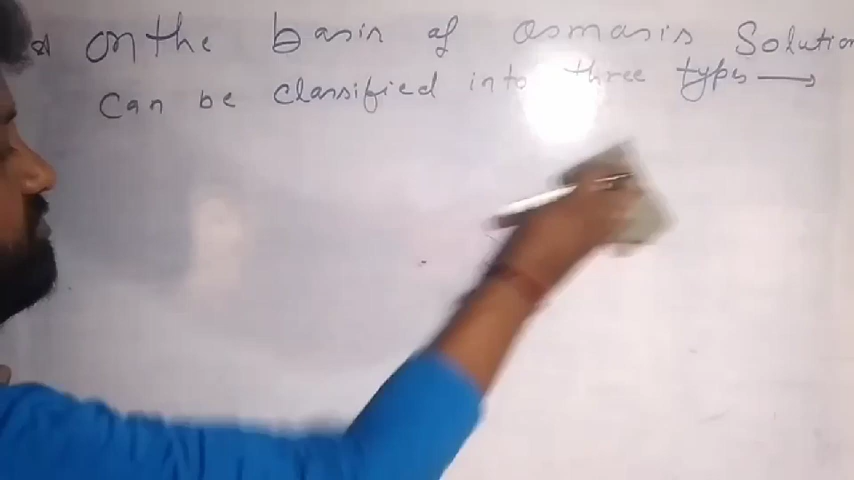 on the basis of osmosis Solution
can be classified into three types →